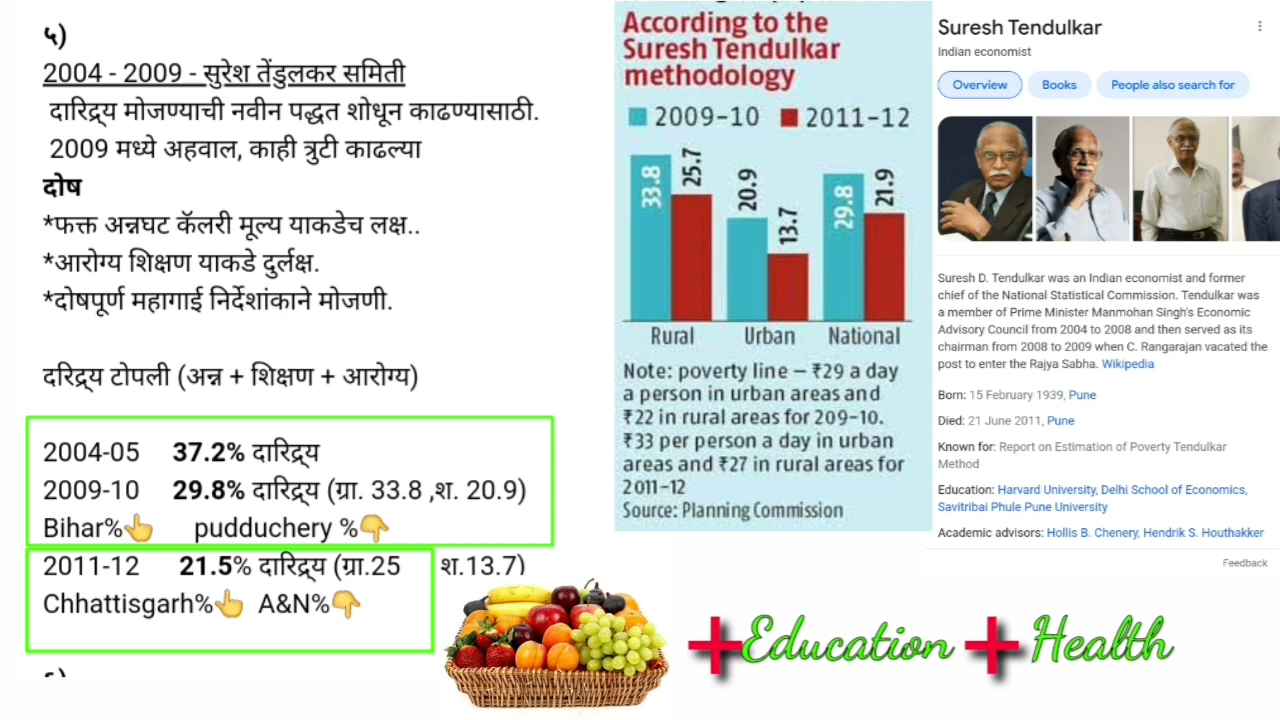 ५)
2004 - 2009 - सुरेश तेंडुलकर समिती
दारिद्र्य मोजण्याची नवीन पद्धत शोधून काढण्यासाठी.
2009 मध्ये अहवाल, काही त्रुटी काढल्या
दोष
*फक्त अन्नघट कॅलरी मूल्य याकडेच लक्ष..
*आरोग्य शिक्षण याकडे दुर्लक्ष.
*दोषपूर्ण महागाई निर्देशांकाने मोजणी.
दरिद्र्य टोपली (अन्न + शिक्षण + आरोग्य)
2004-05 37.2% दारिद्र्य
2009-10 29.8% दारिद्र्य (ग्रा. 33.8 ,श. 20.9)
Bihar%👆 pudduchery %👇
2011-12 21.5% दारिद्र्य (ग्रा.25 श.13.7)
Chhattisgarh%👆 A&N%👇
According to the
Suresh Tendulkar
methodology
2009-10 2011-12
33.8 25.7 20.9 13.7 29.8 21.9
Rural Urban National
Note: poverty line – ₹29 a day
a person in urban areas and
₹22 in rural areas for 209-10.
₹33 per person a day in urban
areas and ₹27 in rural areas for
2011-12
Source: Planning Commission
Suresh Tendulkar
Indian economist
Overview Books People also search for
Suresh D. Tendulkar was an Indian economist and former
chief of the National Statistical Commission. Tendulkar was
a member of Prime Minister Manmohan Singh's Economic
Advisory Council from 2004 to 2008 and then served as its
chairman from 2008 to 2009 when C. Rangarajan vacated the
post to enter the Rajya Sabha. Wikipedia
Born: 15 February 1939, Pune
Died: 21 June 2011, Pune
Known for: Report on Estimation of Poverty Tendulkar
Method
Education: Harvard University, Delhi School of Economics,
Savitribai Phule Pune University
Academic advisors: Hollis B. Chenery, Hendrik S. Houthakker
Feedback
+Education + Health